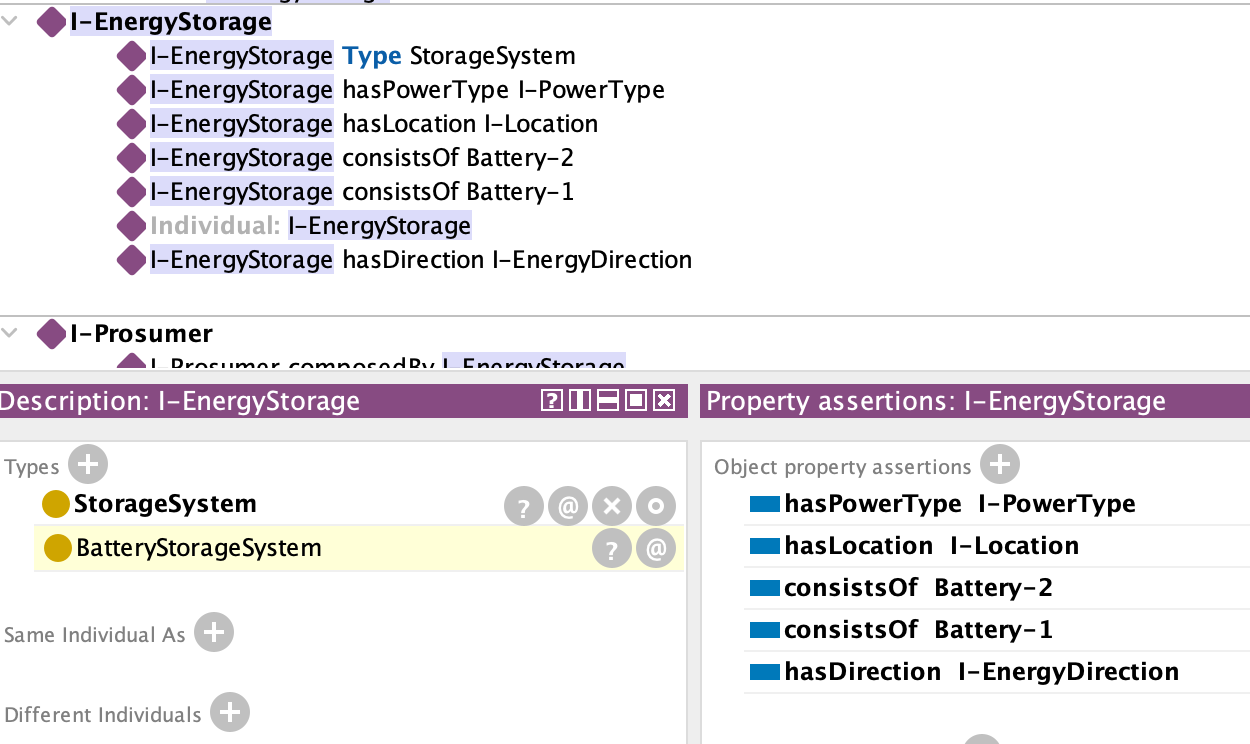 I-EnergyStorage
I-EnergyStorage Type StorageSystem
I-EnergyStorage hasPowerType I-PowerType
I-EnergyStorage hasLocation I-Location
I-EnergyStorage consistsOf Battery-2
I-EnergyStorage consistsOf Battery-1
Individual: I-EnergyStorage
I-EnergyStorage hasDirection I-EnergyDirection
I-Prosumer
I-Prosumer composedBy I-EnergyStorage
Description: I-EnergyStorage
Types
StorageSystem
BatteryStorageSystem
Same Individual As
Different Individuals
Property assertions: I-EnergyStorage
Object property assertions
hasPowerType I-PowerType
hasLocation I-Location
consistsOf Battery-2
consistsOf Battery-1
hasDirection I-EnergyDirection